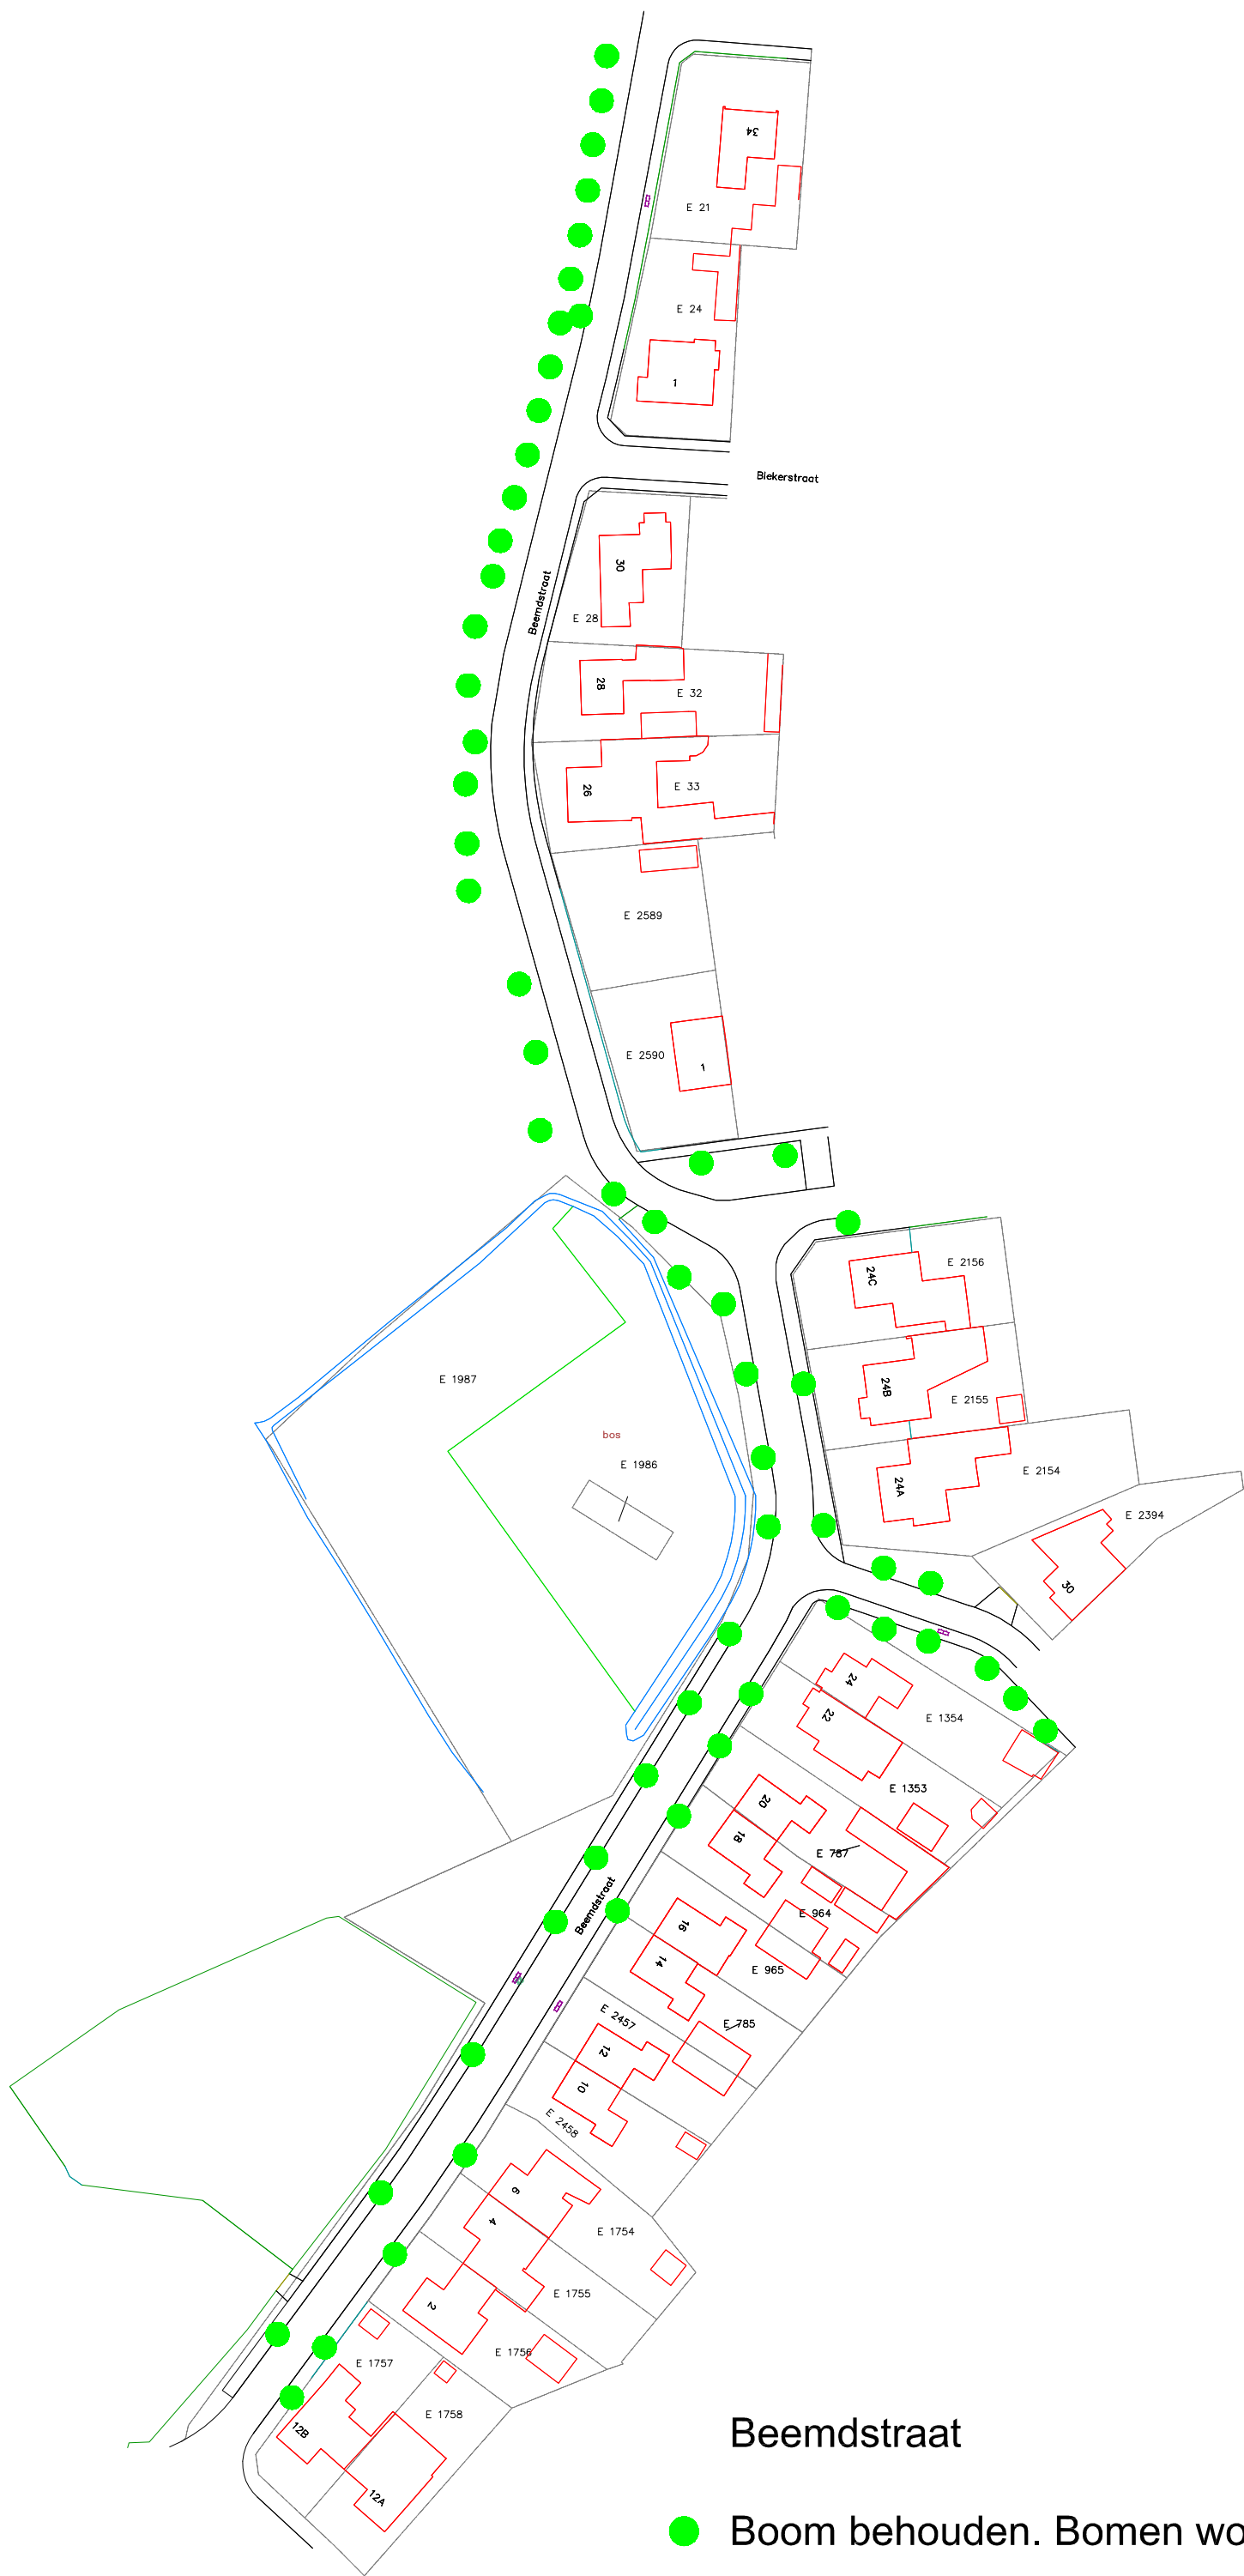 34
E 21
E 24
1
Biekerstraat
30
Beemdstraat
E 28
28
E 32
26
E 33
E 2589
E 2590
1
24C
E 2156
E 1987
24B
E 2155
bos
E 1986
E 2154
24A
E 2394
30
24
22
E 1354
E 1353
20
18
E 787
Beemdstraat
E 964
16
14
E 965
E 2457
E 785
12
10
E 2458
6
4
E 1754
E 1755
2
E 1756
E 1757
E 1758
12B
12A
Beemdstraat
Boom behouden. Bomen wo